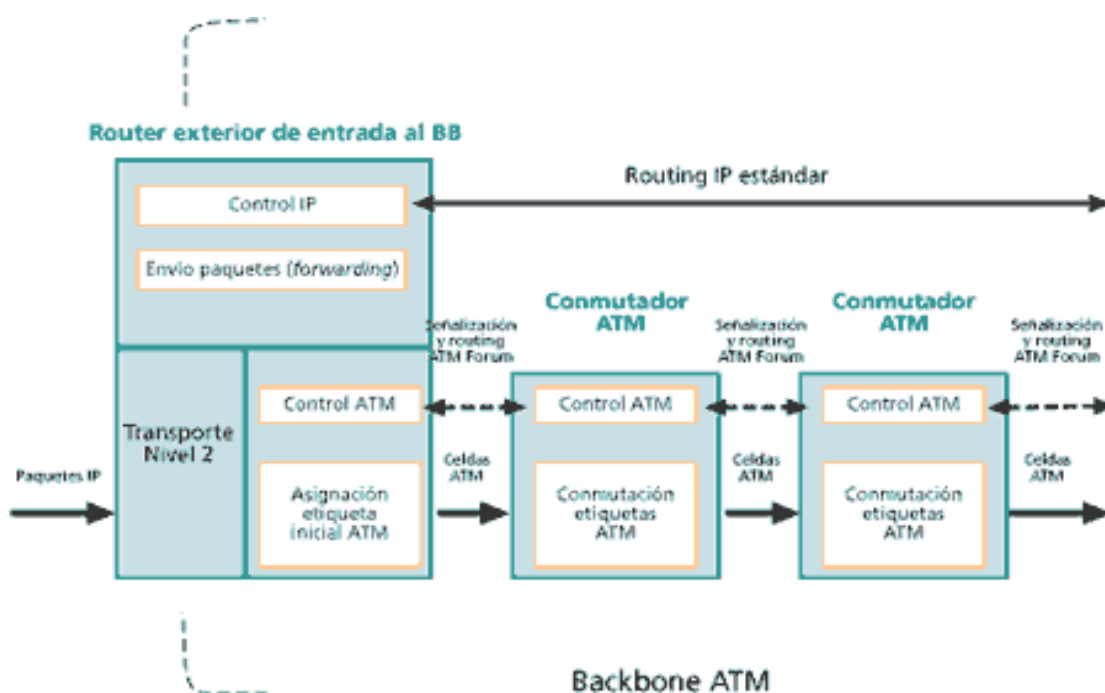 Router exterior de entrada al BB
Routing IP estándar
Control IP
Envío paquetes (forwarding)
Conmutador
ATM
Conmutador
ATM
Señalización
y routing
ATM Forum
Señalización
y routing
ATM Forum
Señalización
y routing
ATM Forum
Control ATM
Control ATM
Control ATM
Transporte
Nivel 2
Paquetes IP
Asignación
etiqueta
inicial ATM
Celdas
ATM
Conmutación
etiquetas
ATM
Celdas
ATM
Conmutación
etiquetas
ATM
Celdas
ATM
Backbone ATM